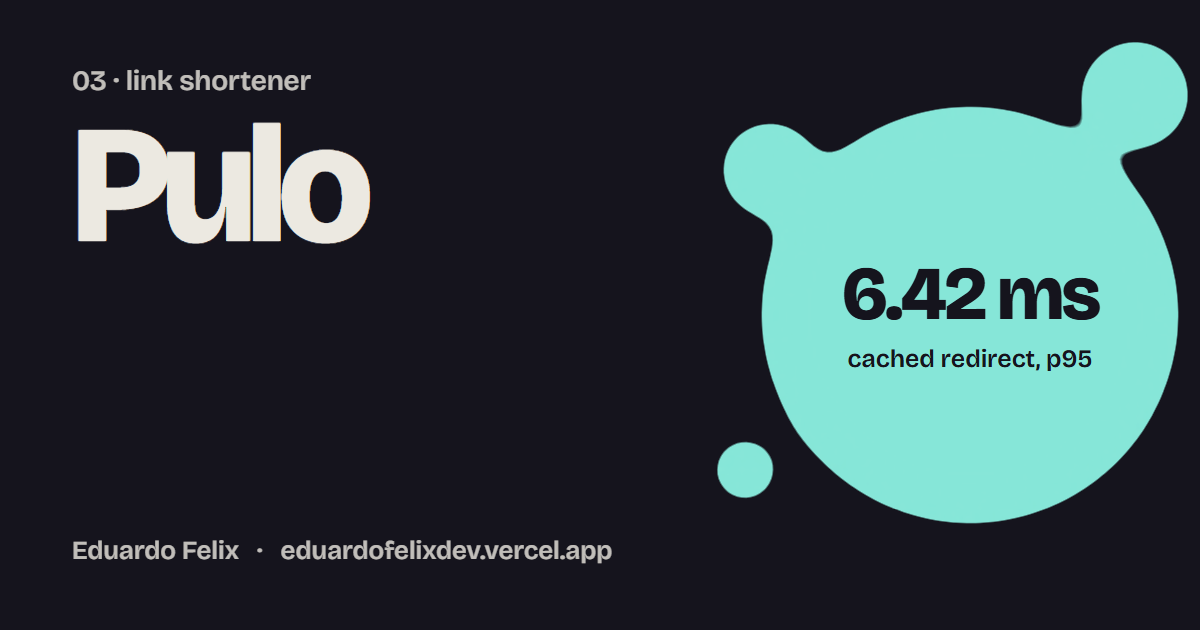 03 · link shortener
Pulo
6.42 ms
cached redirect, p95
Eduardo Felix · eduardofelixdev.vercel.app